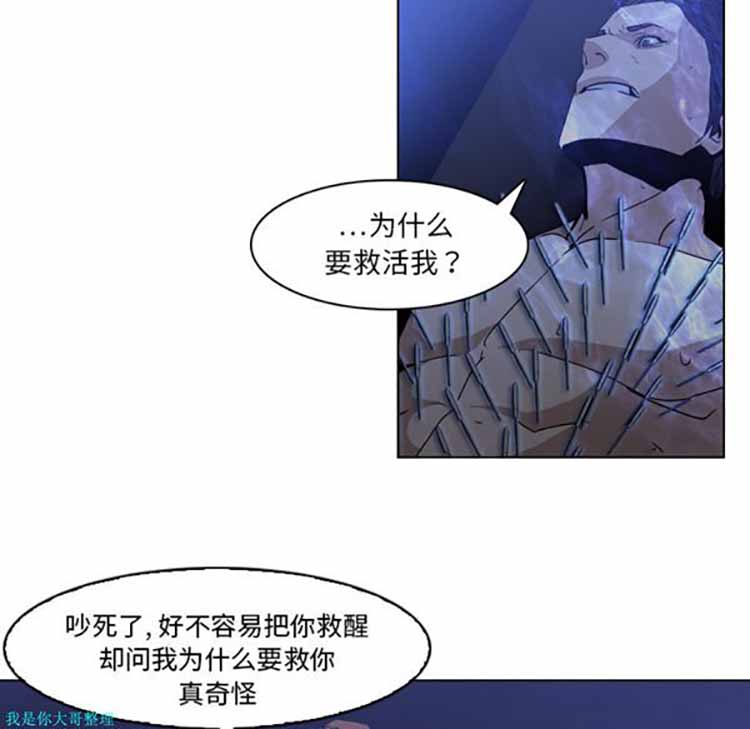 ...为什么
要救活我？
吵死了,好不容易把你救醒
却问我为什么要救你
真奇怪
我是你大哥整理